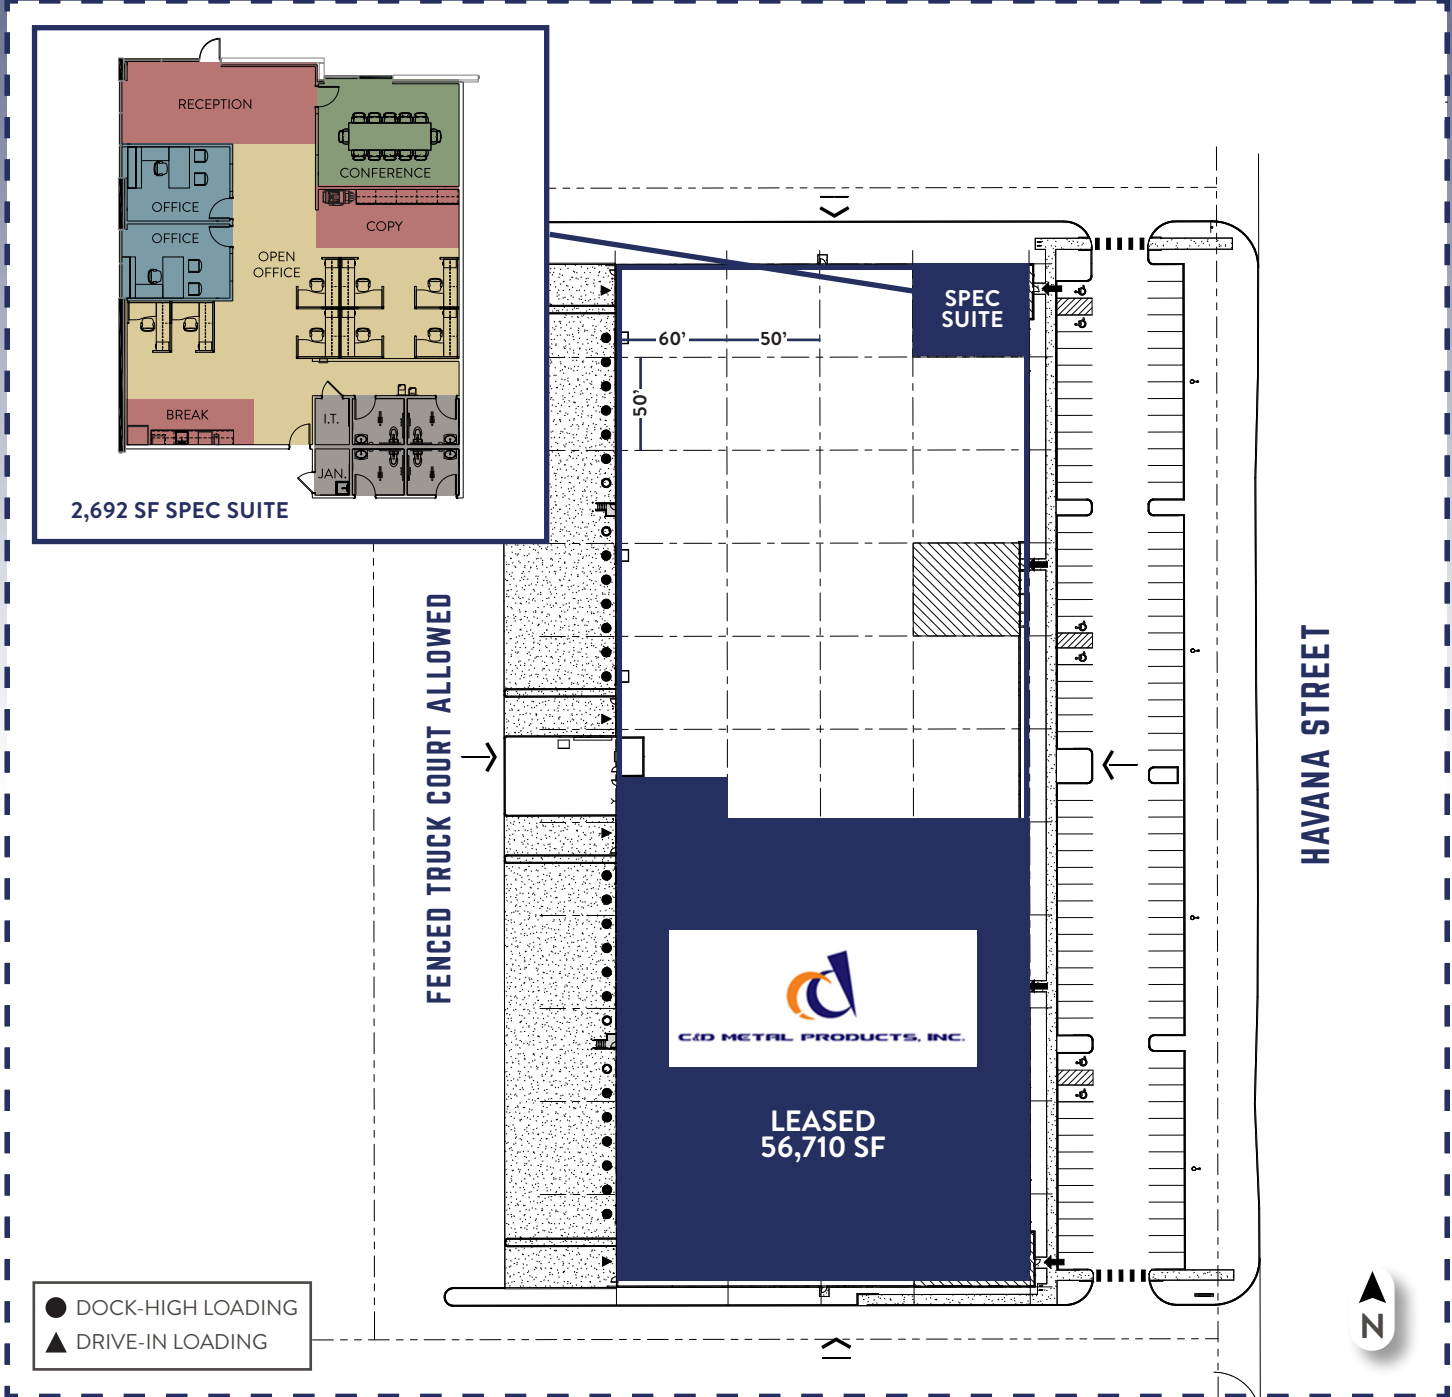 RECEPTION
CONFERENCE
OFFICE
COPY
OFFICE
OPEN
OFFICE
BREAK
I.T.
JAN.
2,692 SF SPEC SUITE
SPEC
SUITE
60'
50'
50'
FENCED TRUCK COURT ALLOWED
HAVANA STREET
C&D METAL PRODUCTS, INC.
LEASED
56,710 SF
DOCK-HIGH LOADING
DRIVE-IN LOADING
N